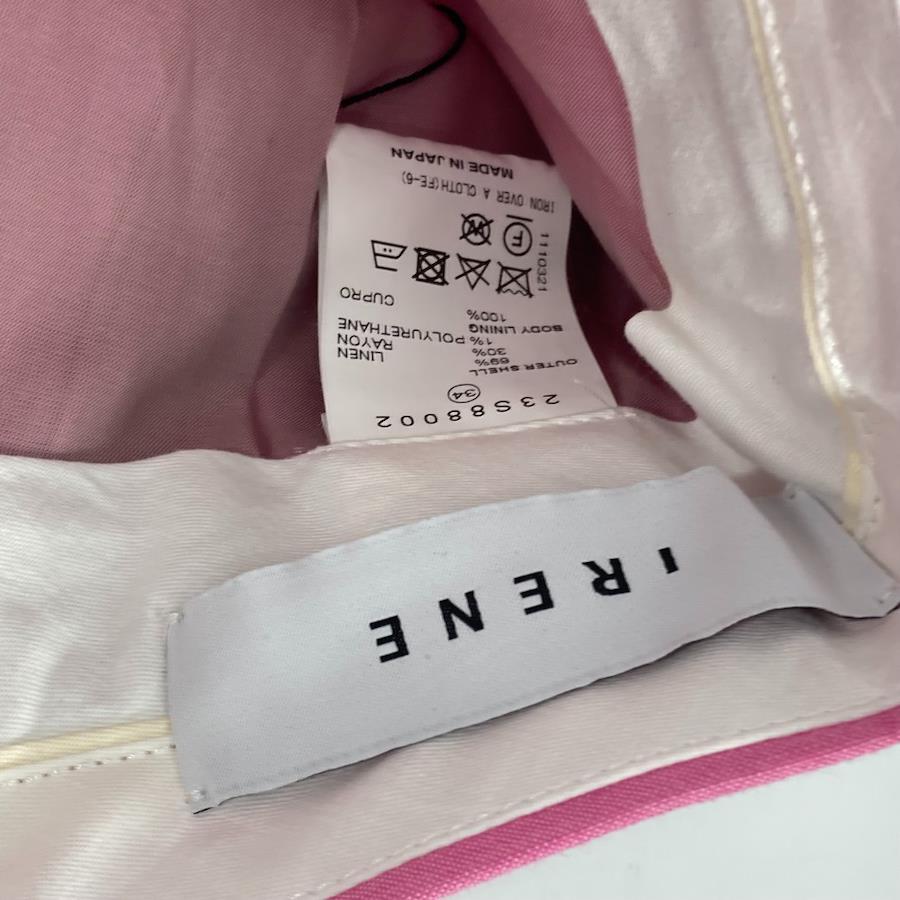 IRENE
23S88002
34
OUTER SHELL
69% LINEN
30% RAYON
1% POLYURETHANE
BODY LINING
100% CUPRO
1110321
F W
IRON OVER A CLOTH(FE-6)
MADE IN JAPAN